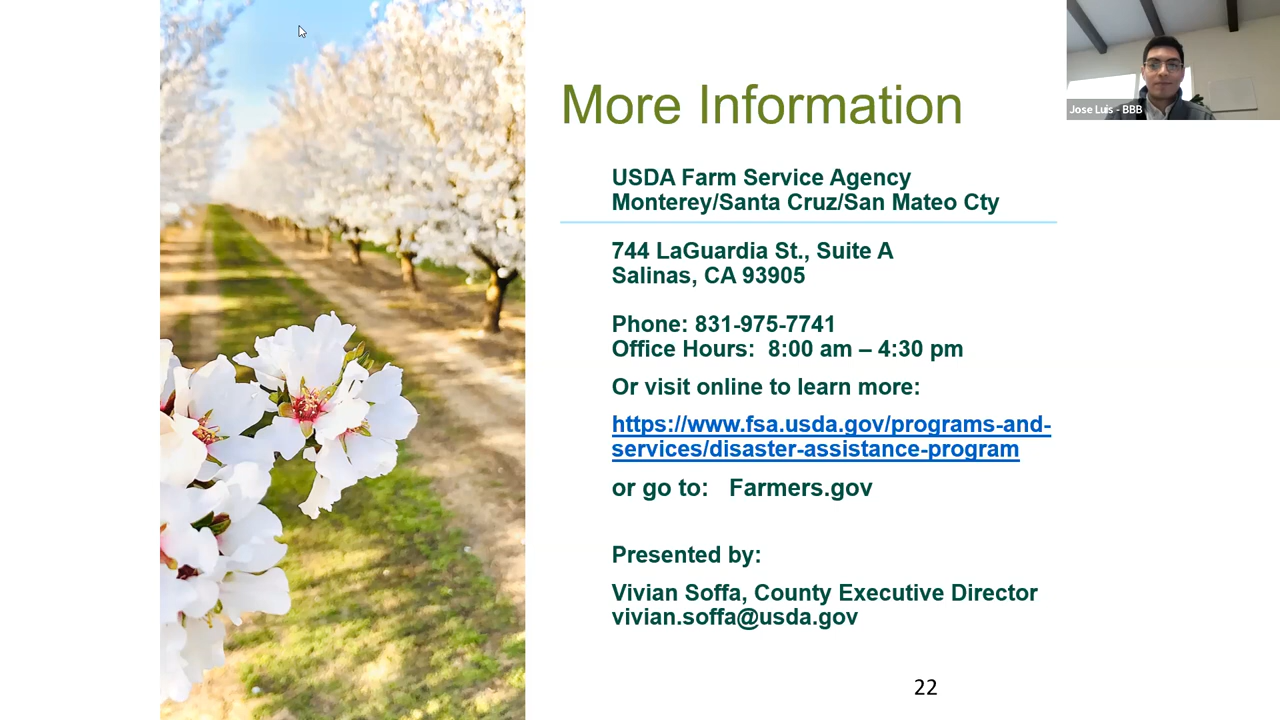 More Information
Jose Luis - BBB
USDA Farm Service Agency
Monterey/Santa Cruz/San Mateo Cty
744 LaGuardia St., Suite A
Salinas, CA 93905
Phone: 831-975-7741
Office Hours:  8:00 am – 4:30 pm
Or visit online to learn more:
https://www.fsa.usda.gov/programs-and-
services/disaster-assistance-program
or go to:   Farmers.gov
Presented by:
Vivian Soffa, County Executive Director
vivian.soffa@usda.gov
22